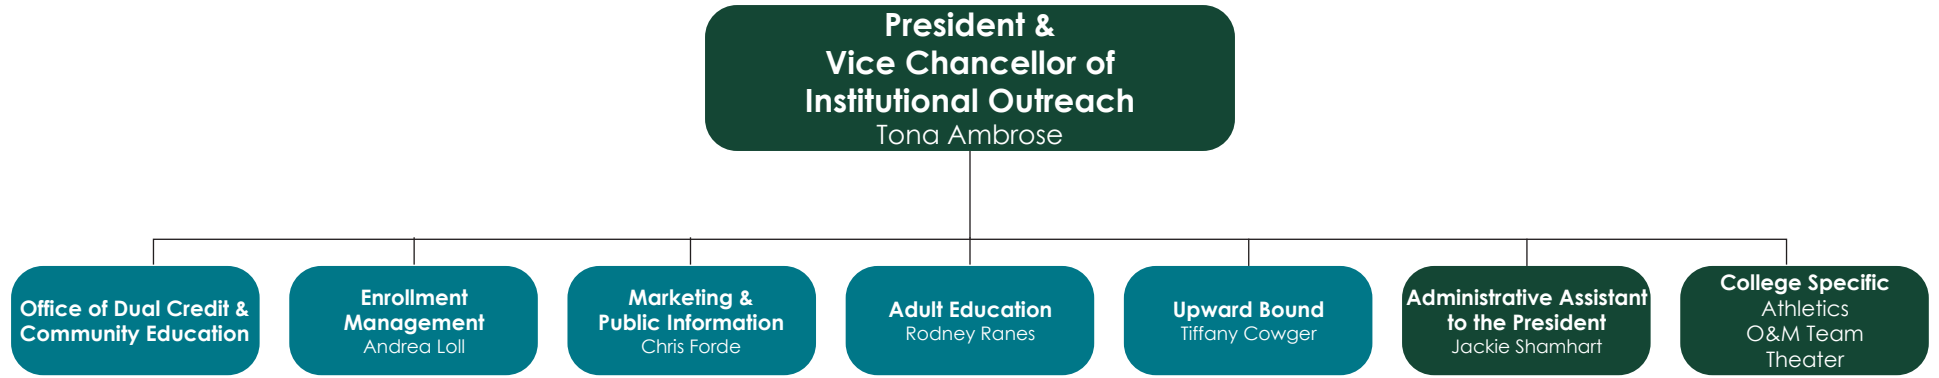 President &
Vice Chancellor of
Institutional Outreach
Tona Ambrose
Office of Dual Credit &
Community Education
Enrollment
Management
Andrea Loll
Marketing &
Public Information
Chris Forde
Adult Education
Rodney Ranes
Upward Bound
Tiffany Cowger
Administrative Assistant
to the President
Jackie Shamhart
College Specific
Athletics
O&M Team
Theater